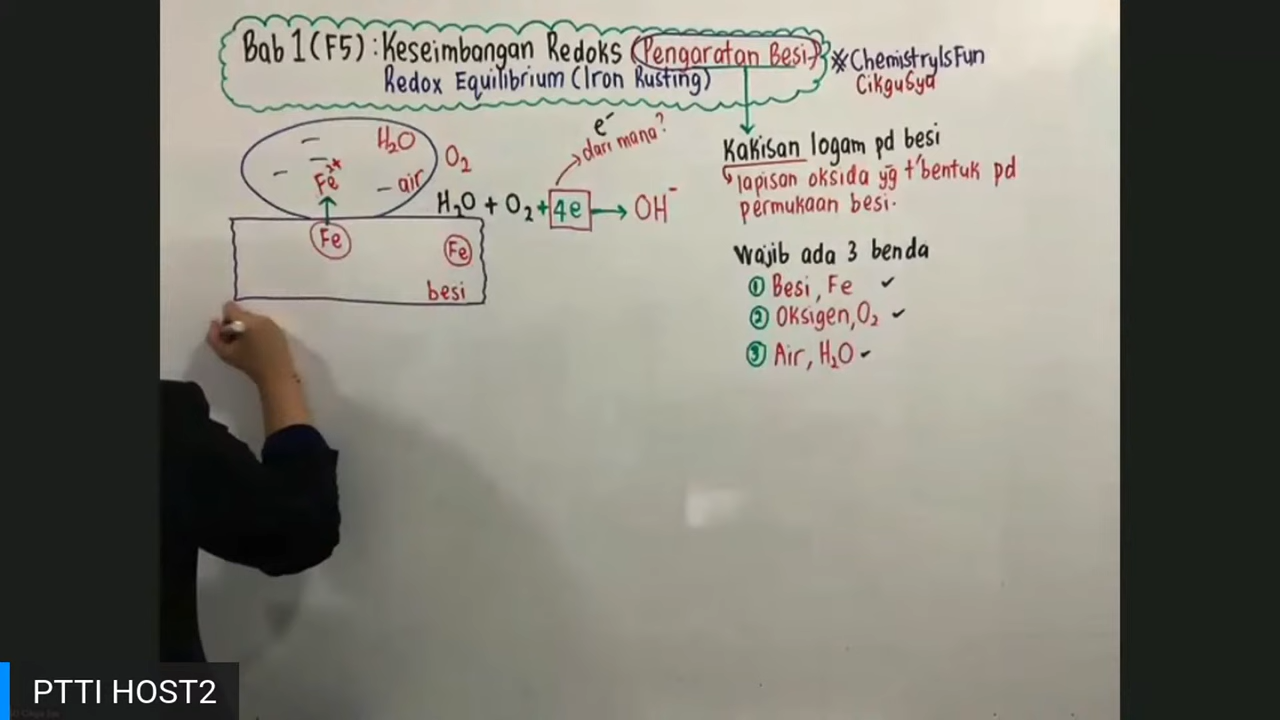 Bab 1 (F5) : Keseimbangan Redoks (Pengaratan Besi)
Redox Equilibrium (Iron Rusting)
#ChemistryIsFun
CikguSya
H₂O
O₂
Fe²⁺
air
Fe
Fe
besi
e⁻
dari mana?
H₂O + O₂ + 4e → OH⁻
Kakisan logam pd besi
lapisan oksida yg t'bentuk pd
permukaan besi.
Wajib ada 3 benda
① Besi, Fe ✓
② Oksigen, O₂ ✓
③ Air, H₂O ✓
PTTI HOST2